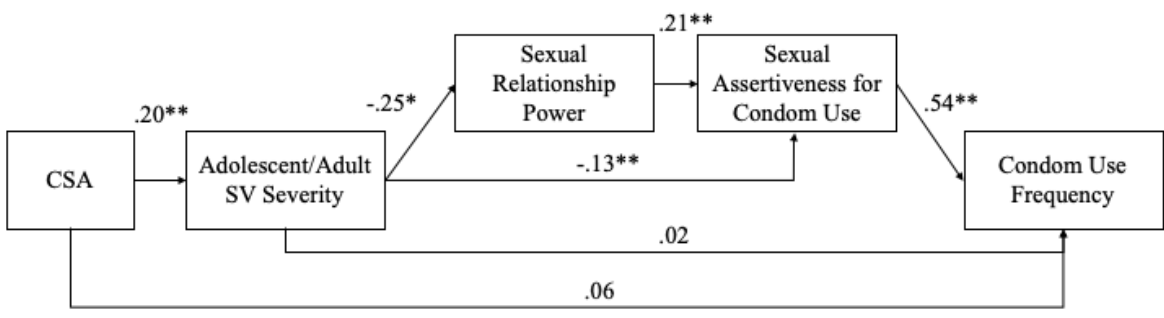 .21**
Sexual
Relationship
Power
Sexual
Assertiveness for
Condom Use
.20**
-.25*
.54**
CSA
Adolescent/Adult
SV Severity
-.13**
Condom Use
Frequency
.02
.06